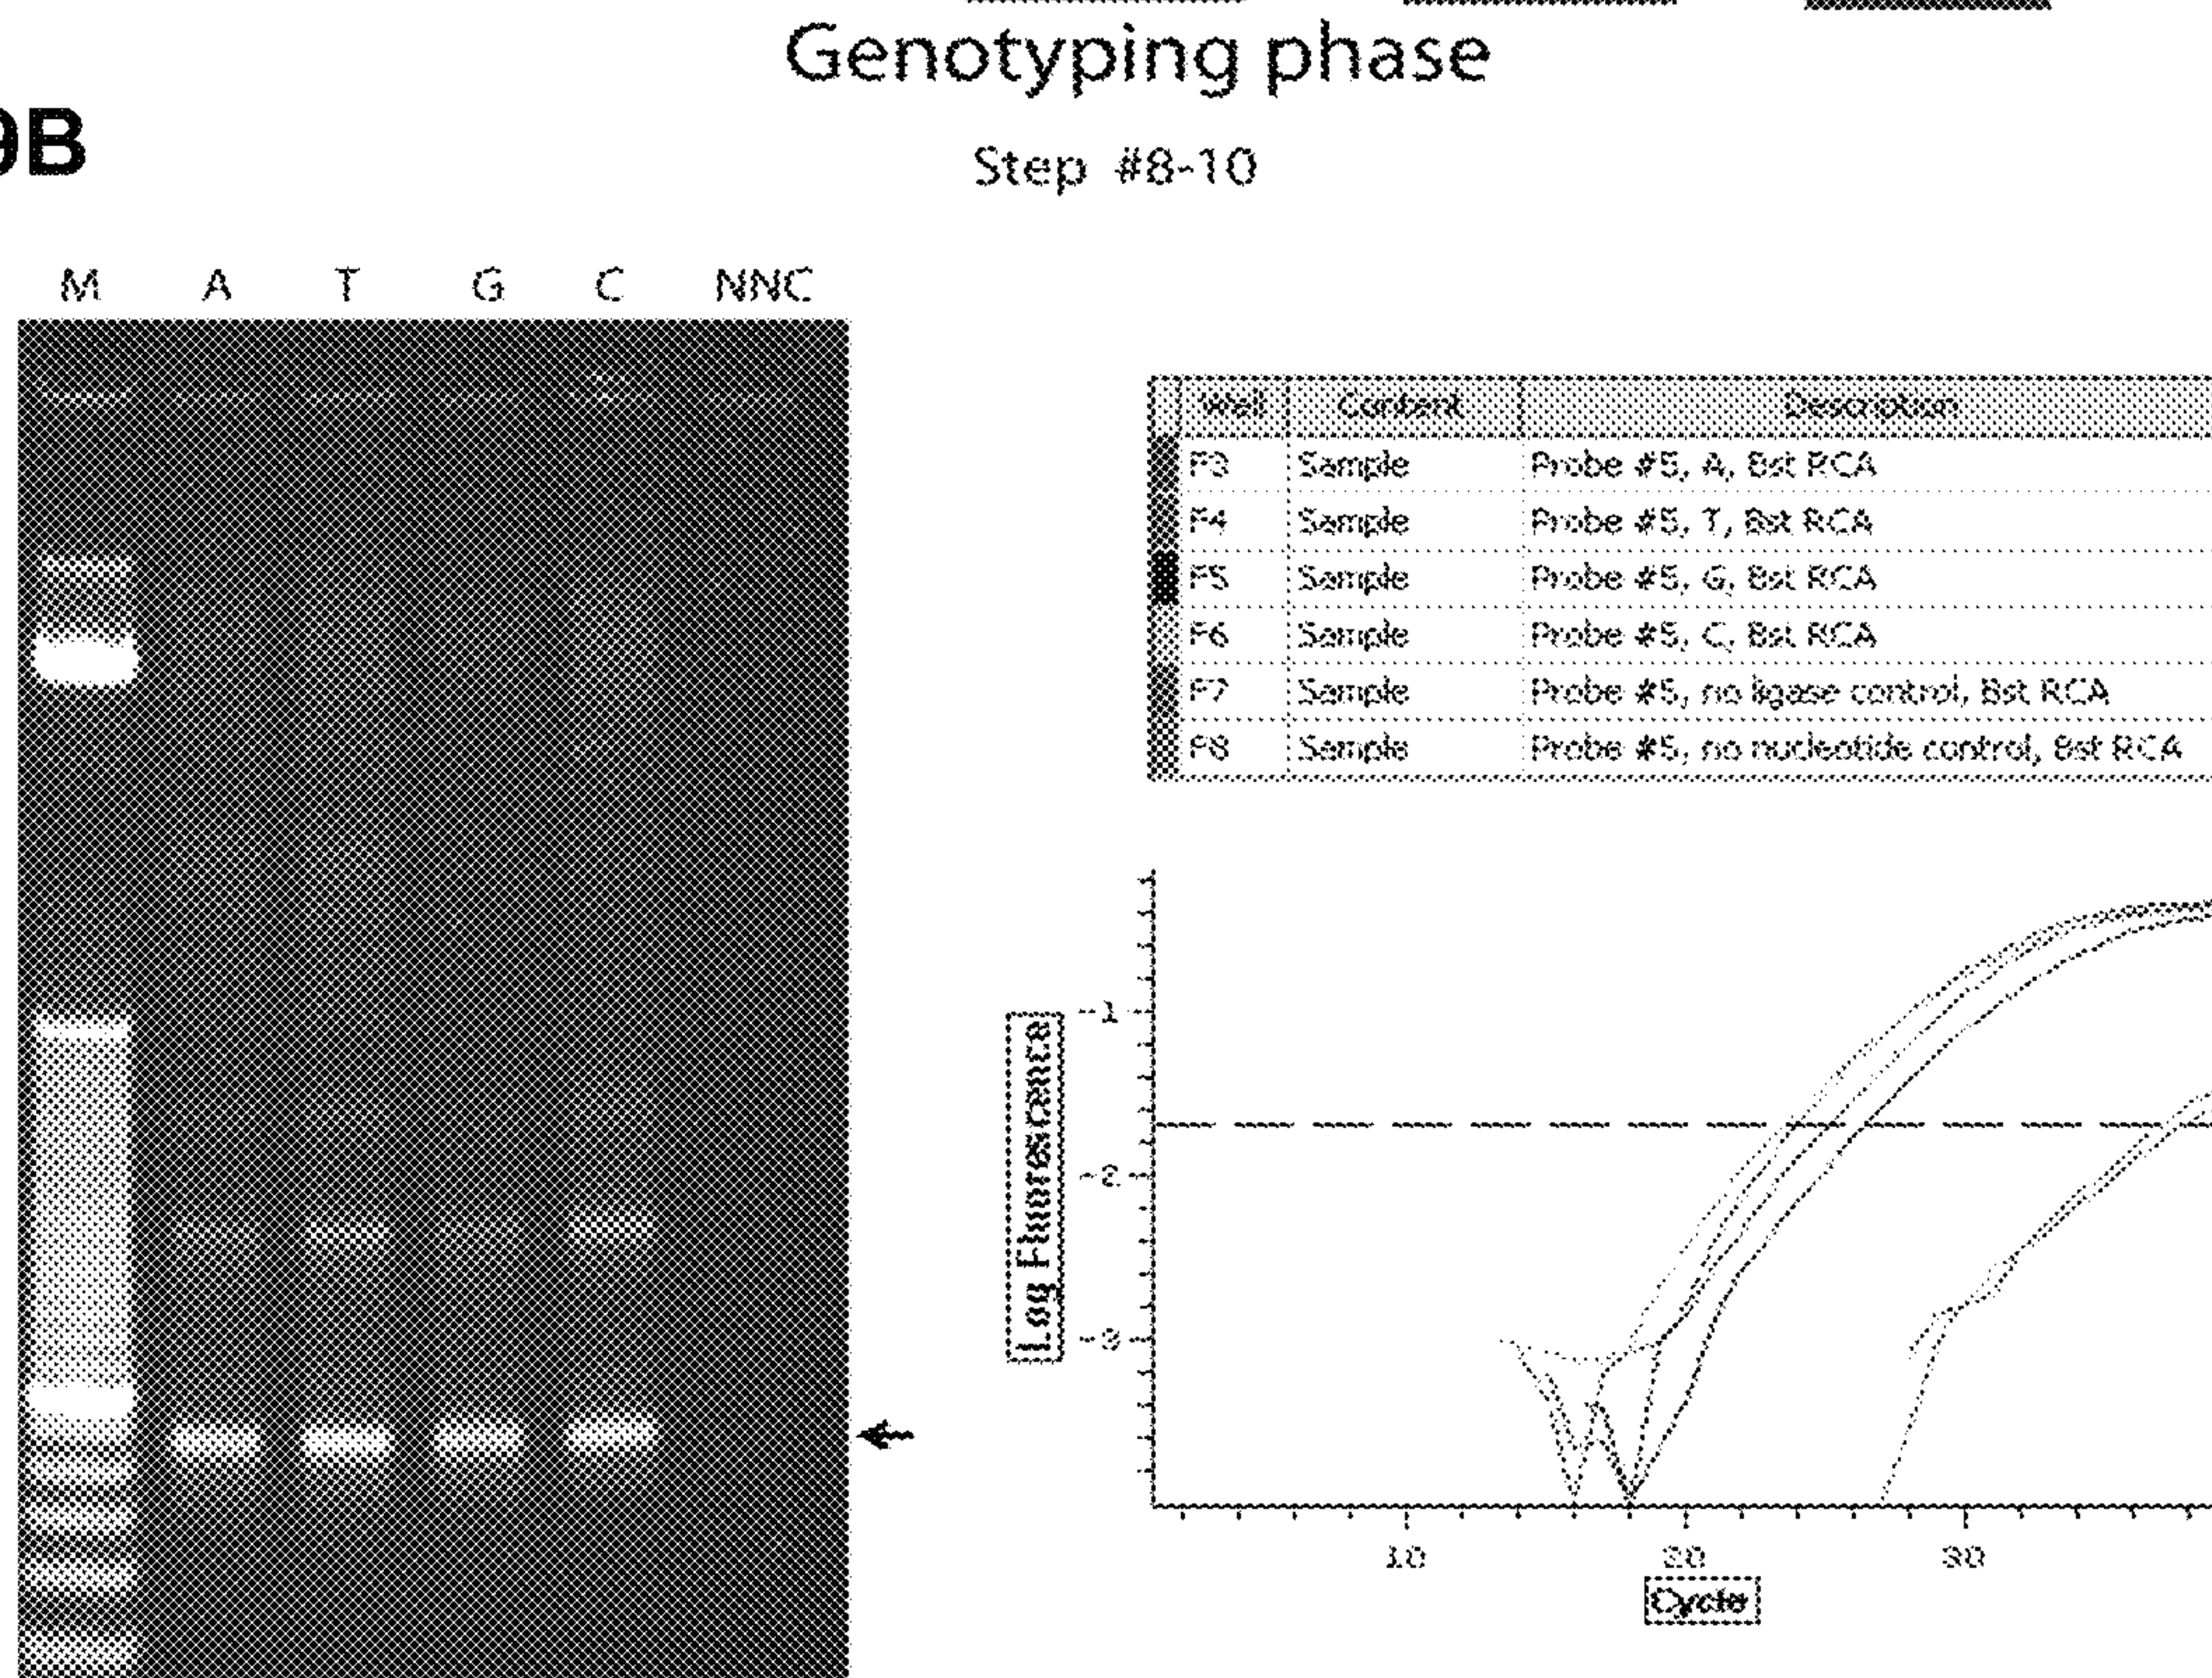 Genotyping phase
9B
Step #8-10
M A T G C NNC
Well Content Description
F3 Sample Probe #5, A, Bst RCA
F4 Sample Probe #5, T, Bst RCA
F5 Sample Probe #5, G, Bst RCA
F6 Sample Probe #5, C, Bst RCA
F7 Sample Probe #5, no ligase control, Bst RCA
F8 Sample Probe #5, no nucleotide control, Bst RCA
-1
-2
-3
Log Fluorescence
10 20 30
Cycle